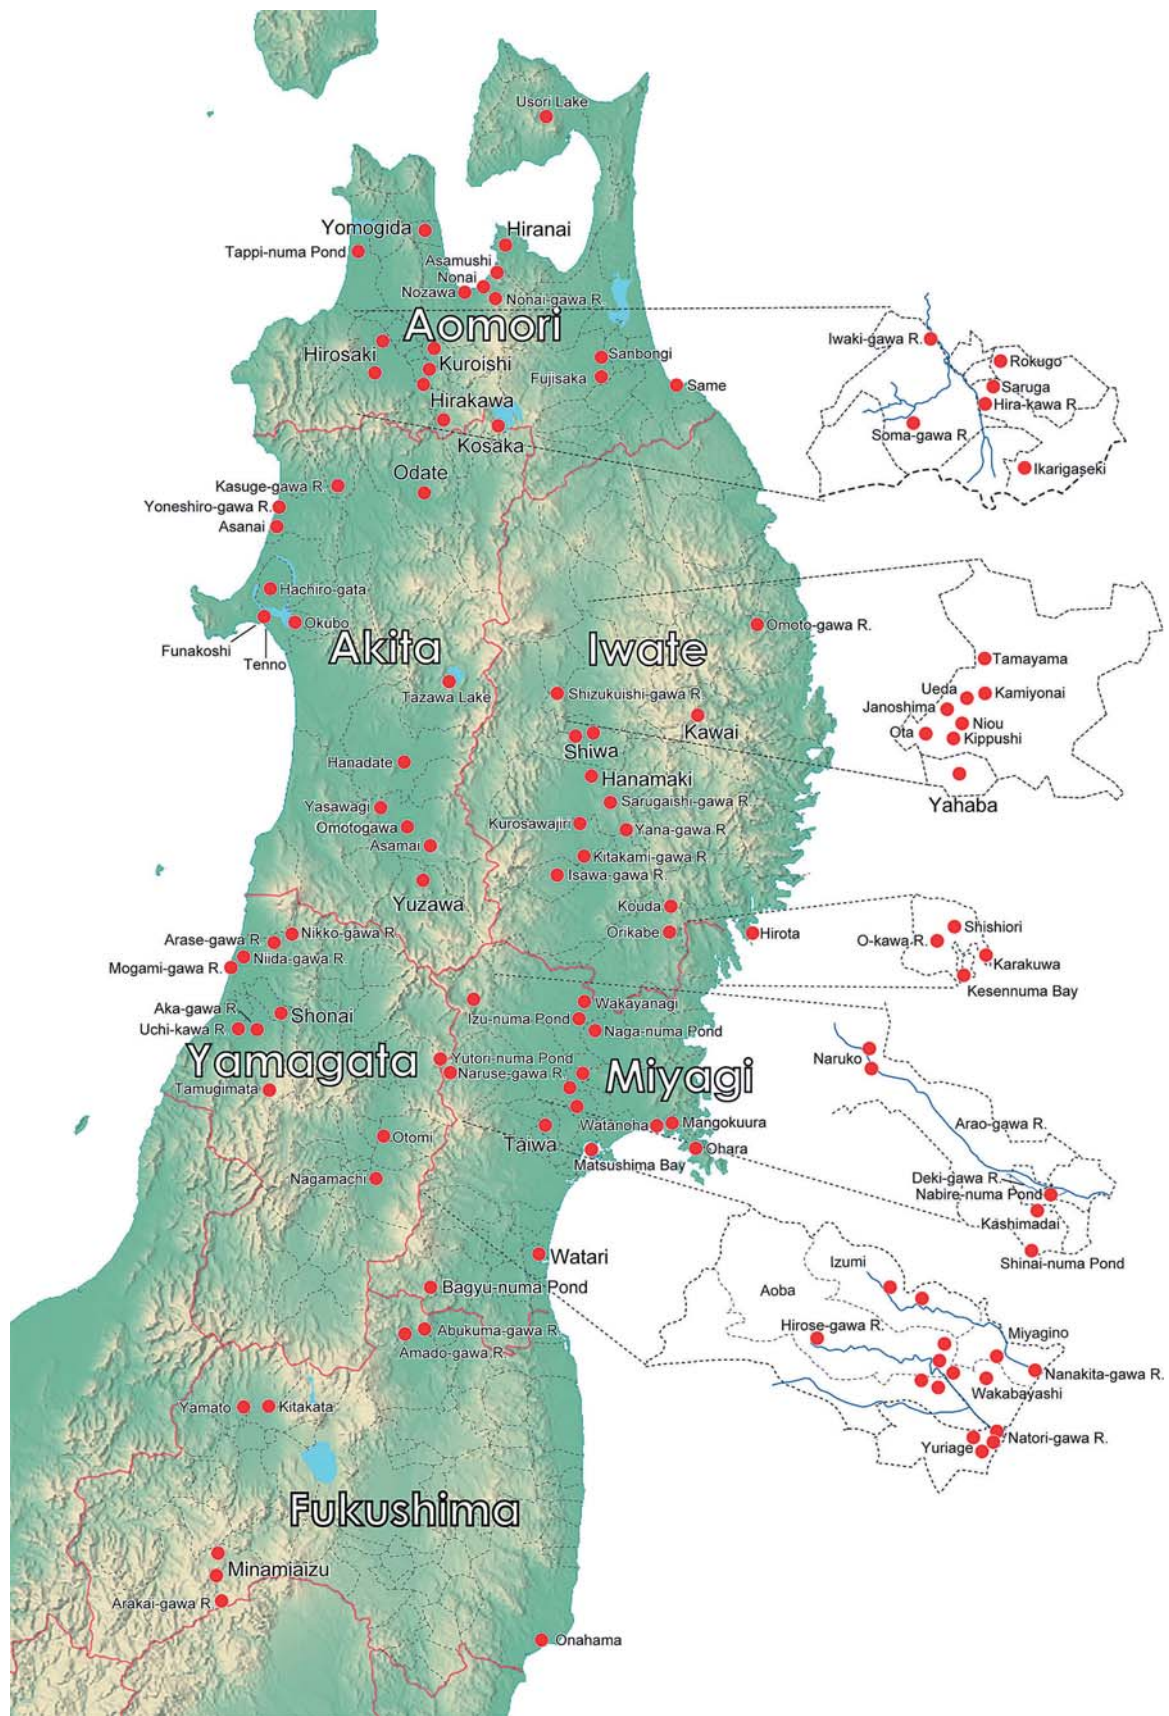 Usori Lake
Yomogida
Hiranai
Tappi-numa Pond
Asamushi
Nonai
Nozawa
Nonai-gawa R.
Aomori
Hirosaki
Kuroishi
Sanbongi
Fujisaka
Same
Hirakawa
Kosaka
Iwaki-gawa R.
Rokugo
Saruga
Hira-kawa R.
Soma-gawa R.
Ikarigaseki
Odate
Kasuge-gawa R.
Yoneshiro-gawa R.
Asanai
Hachiro-gata
Okubo
Funakoshi
Tenno
Akita
Iwate
Omoto-gawa R.
Tazawa Lake
Shizukuishi-gawa R.
Kawai
Shiwa
Tamayama
Ueda
Kamiyonai
Janoshima
Niou
Ota
Kippushi
Yahaba
Hanadate
Hanamaki
Yasawagi
Sarugaishi-gawa R.
Omotogawa
Kurosawajiri
Yana-gawa R.
Asamai
Kitakami-gawa R.
Isawa-gawa R.
Yuzawa
Kouda
Orikabe
Hirota
Shishiori
O-kawa R.
Karakuwa
Kesennuma Bay
Nikko-gawa R.
Arase-gawa R.
Niida-gawa R.
Mogami-gawa R.
Aka-gawa R.
Shonai
Uchi-kawa R.
Wakayanagi
Izu-numa Pond
Naga-numa Pond
Yamagata
Yutori-numa Pond
Naruse-gawa R.
Miyagi
Tamugimata
Naruko
Arao-gawa R.
Deki-gawa R.
Nabire-numa Pond
Kashimadai
Shinai-numa Pond
Otomi
Taiwa
Watanoha
Mangokuura
Ohara
Matsushima Bay
Nagamachi
Watari
Bagyu-numa Pond
Abukuma-gawa R.
Amado-gawa R.
Izumi
Aoba
Hirose-gawa R.
Miyagino
Nanakita-gawa R.
Wakabayashi
Natori-gawa R.
Yuriage
Yamato
Kitakata
Fukushima
Minamiaizu
Arakai-gawa R.
Onahama